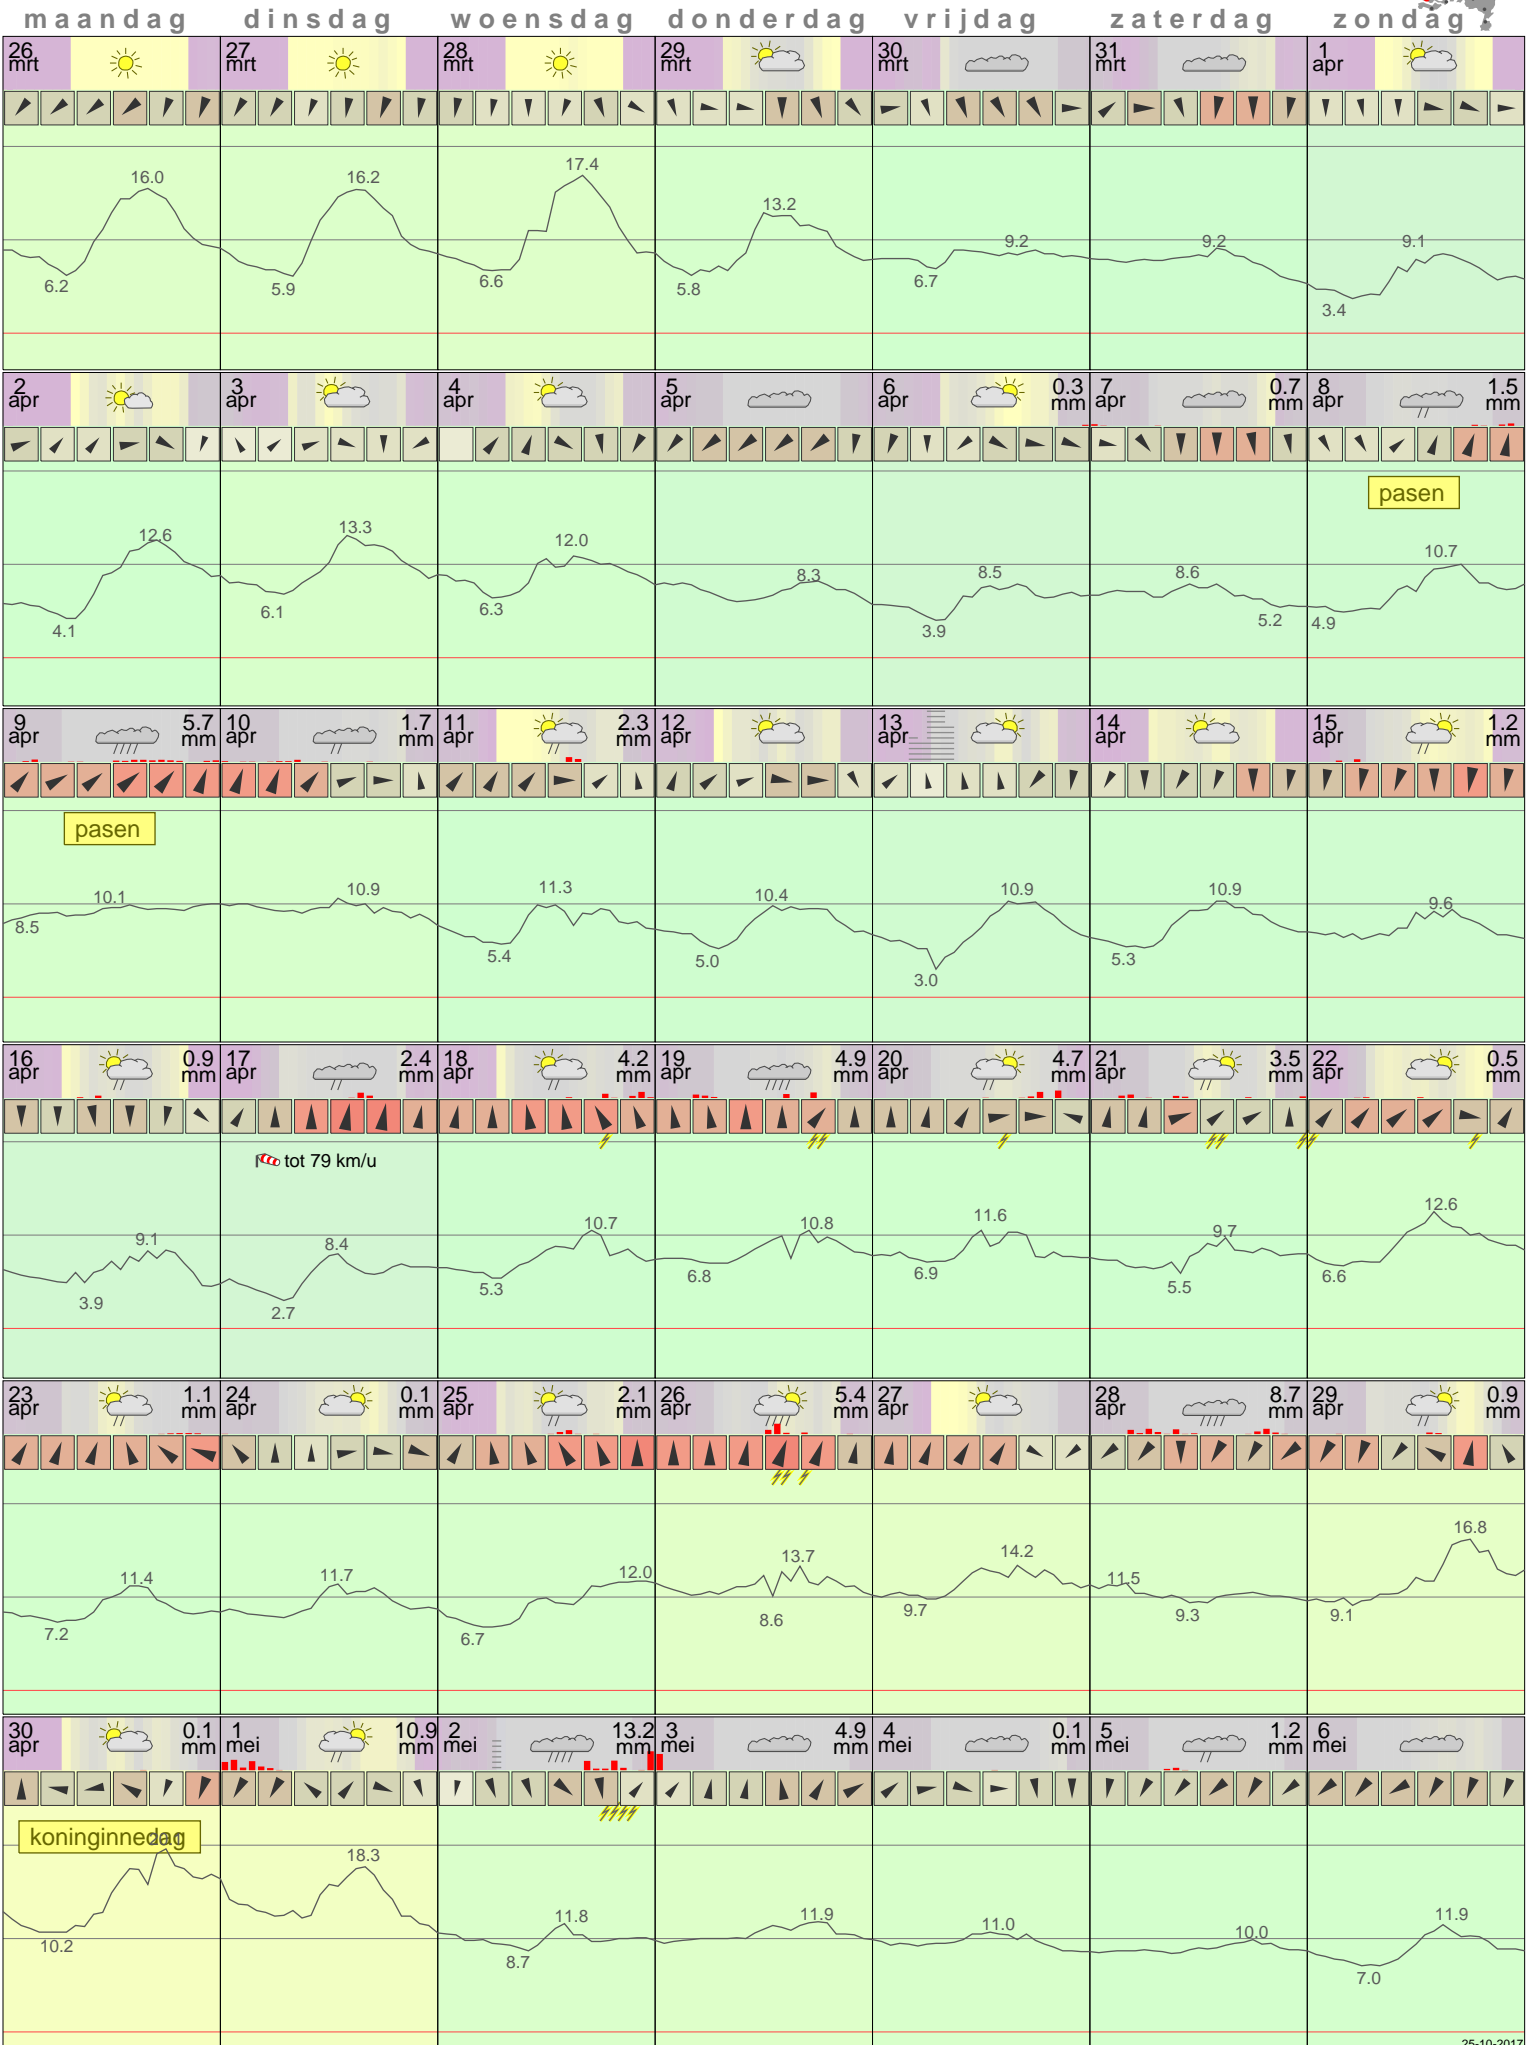 maandag dinsdag woensdag donderdag vrijdag zaterdag zondag
26 27 28 29 30 31 1
mrt mrt mrt mrt mrt mrt apr
16.0 16.2 17.4 13.2 9.2 9.2 9.1
6.2 5.9 6.6 5.8 6.7 3.4
2 3 4 5 6 0.3 7 0.7 8 1.5
apr apr apr apr apr mm apr mm apr mm
pasen
12.6 13.3 12.0 8.3 8.5 8.6 10.7
4.1 6.1 6.3 3.9 5.2 4.9
9 5.7 10 1.7 11 2.3 12 13 14 15 1.2
apr mm apr mm apr mm apr apr apr apr mm
pasen
10.1 10.9 11.3 10.4 10.9 10.9 9.6
8.5 5.4 5.0 3.0 5.3
16 0.9 17 2.4 18 4.2 19 4.9 20 4.7 21 3.5 22 0.5
apr mm apr mm apr mm apr mm apr mm apr mm apr mm
tot 79 km/u
9.1 8.4 10.7 10.8 11.6 9.7 12.6
3.9 2.7 5.3 6.8 6.9 5.5 6.6
23 1.1 24 0.1 25 2.1 26 5.4 27 28 8.7 29 0.9
apr mm apr mm apr mm apr mm apr apr mm apr mm
11.4 11.7 12.0 13.7 14.2 11.5 16.8
7.2 6.7 8.6 9.7 9.3 9.1
30 0.1 1 10.9 2 13.2 3 4.9 4 0.1 5 1.2 6
apr mm mei mm mei mm mei mm mei mm mei mm mei
koninginnedag
18.3 11.8 11.9 11.0 10.0 11.9
10.2 8.7 7.0
25-10-2017